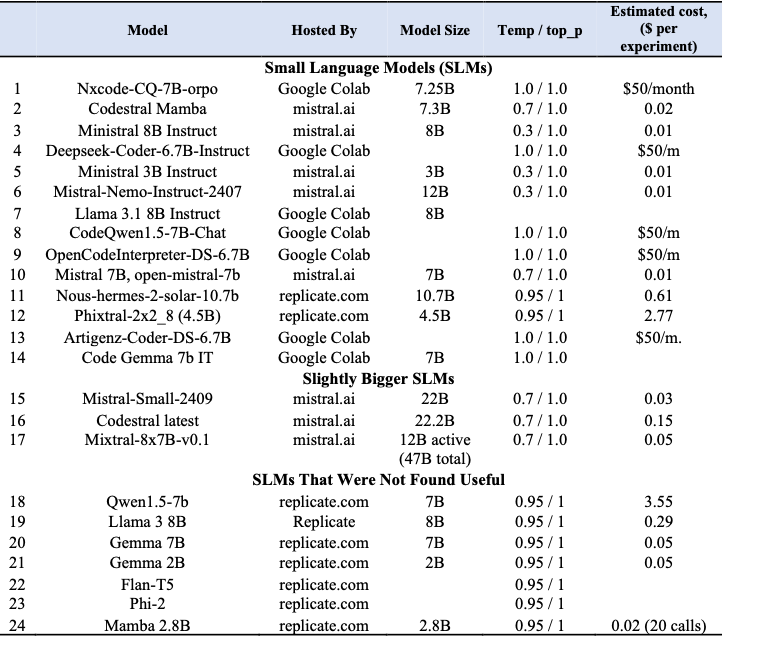 Model Hosted By Model Size Temp / top_p Estimated cost, ($ per experiment)
Small Language Models (SLMs)
1 Nxcode-CQ-7B-orpo Google Colab 7.25B 1.0 / 1.0 $50/month
2 Codestral Mamba mistral.ai 7.3B 0.7 / 1.0 0.02
3 Ministral 8B Instruct mistral.ai 8B 0.3 / 1.0 0.01
4 Deepseek-Coder-6.7B-Instruct Google Colab 1.0 / 1.0 $50/m
5 Ministral 3B Instruct mistral.ai 3B 0.3 / 1.0 0.01
6 Mistral-Nemo-Instruct-2407 mistral.ai 12B 0.3 / 1.0 0.01
7 Llama 3.1 8B Instruct Google Colab 8B
8 CodeQwen1.5-7B-Chat Google Colab 1.0 / 1.0 $50/m
9 OpenCodeInterpreter-DS-6.7B Google Colab 1.0 / 1.0 $50/m
10 Mistral 7B, open-mistral-7b mistral.ai 7B 0.7 / 1.0 0.01
11 Nous-hermes-2-solar-10.7b replicate.com 10.7B 0.95 / 1 0.61
12 Phixtral-2x2_8 (4.5B) replicate.com 4.5B 0.95 / 1 2.77
13 Artigenz-Coder-DS-6.7B Google Colab 1.0 / 1.0 $50/m.
14 Code Gemma 7b IT Google Colab 7B 1.0 / 1.0
Slightly Bigger SLMs
15 Mistral-Small-2409 mistral.ai 22B 0.7 / 1.0 0.03
16 Codestral latest mistral.ai 22.2B 0.7 / 1.0 0.15
17 Mixtral-8x7B-v0.1 mistral.ai 12B active 0.7 / 1.0 0.05
(47B total)
SLMs That Were Not Found Useful
18 Qwen1.5-7b replicate.com 7B 0.95 / 1 3.55
19 Llama 3 8B Replicate 8B 0.95 / 1 0.29
20 Gemma 7B replicate.com 7B 0.95 / 1 0.05
21 Gemma 2B replicate.com 2B 0.95 / 1 0.05
22 Flan-T5 replicate.com 0.95 / 1
23 Phi-2 replicate.com 0.95 / 1
24 Mamba 2.8B replicate.com 2.8B 0.95 / 1 0.02 (20 calls)